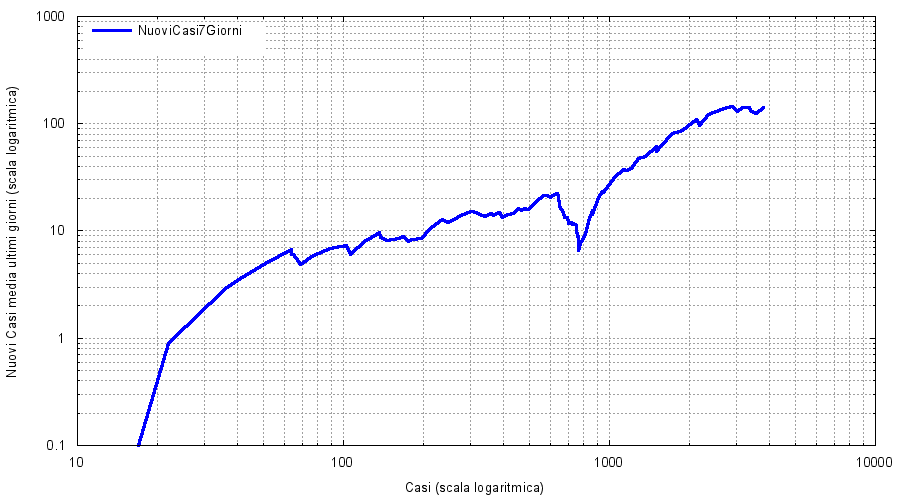 1000
NuoviCasi7Giorni
100
10
1
0.1
Nuovi Casi media ultimi giorni (scala logaritmica)
10 100 1000 10000
Casi (scala logaritmica)